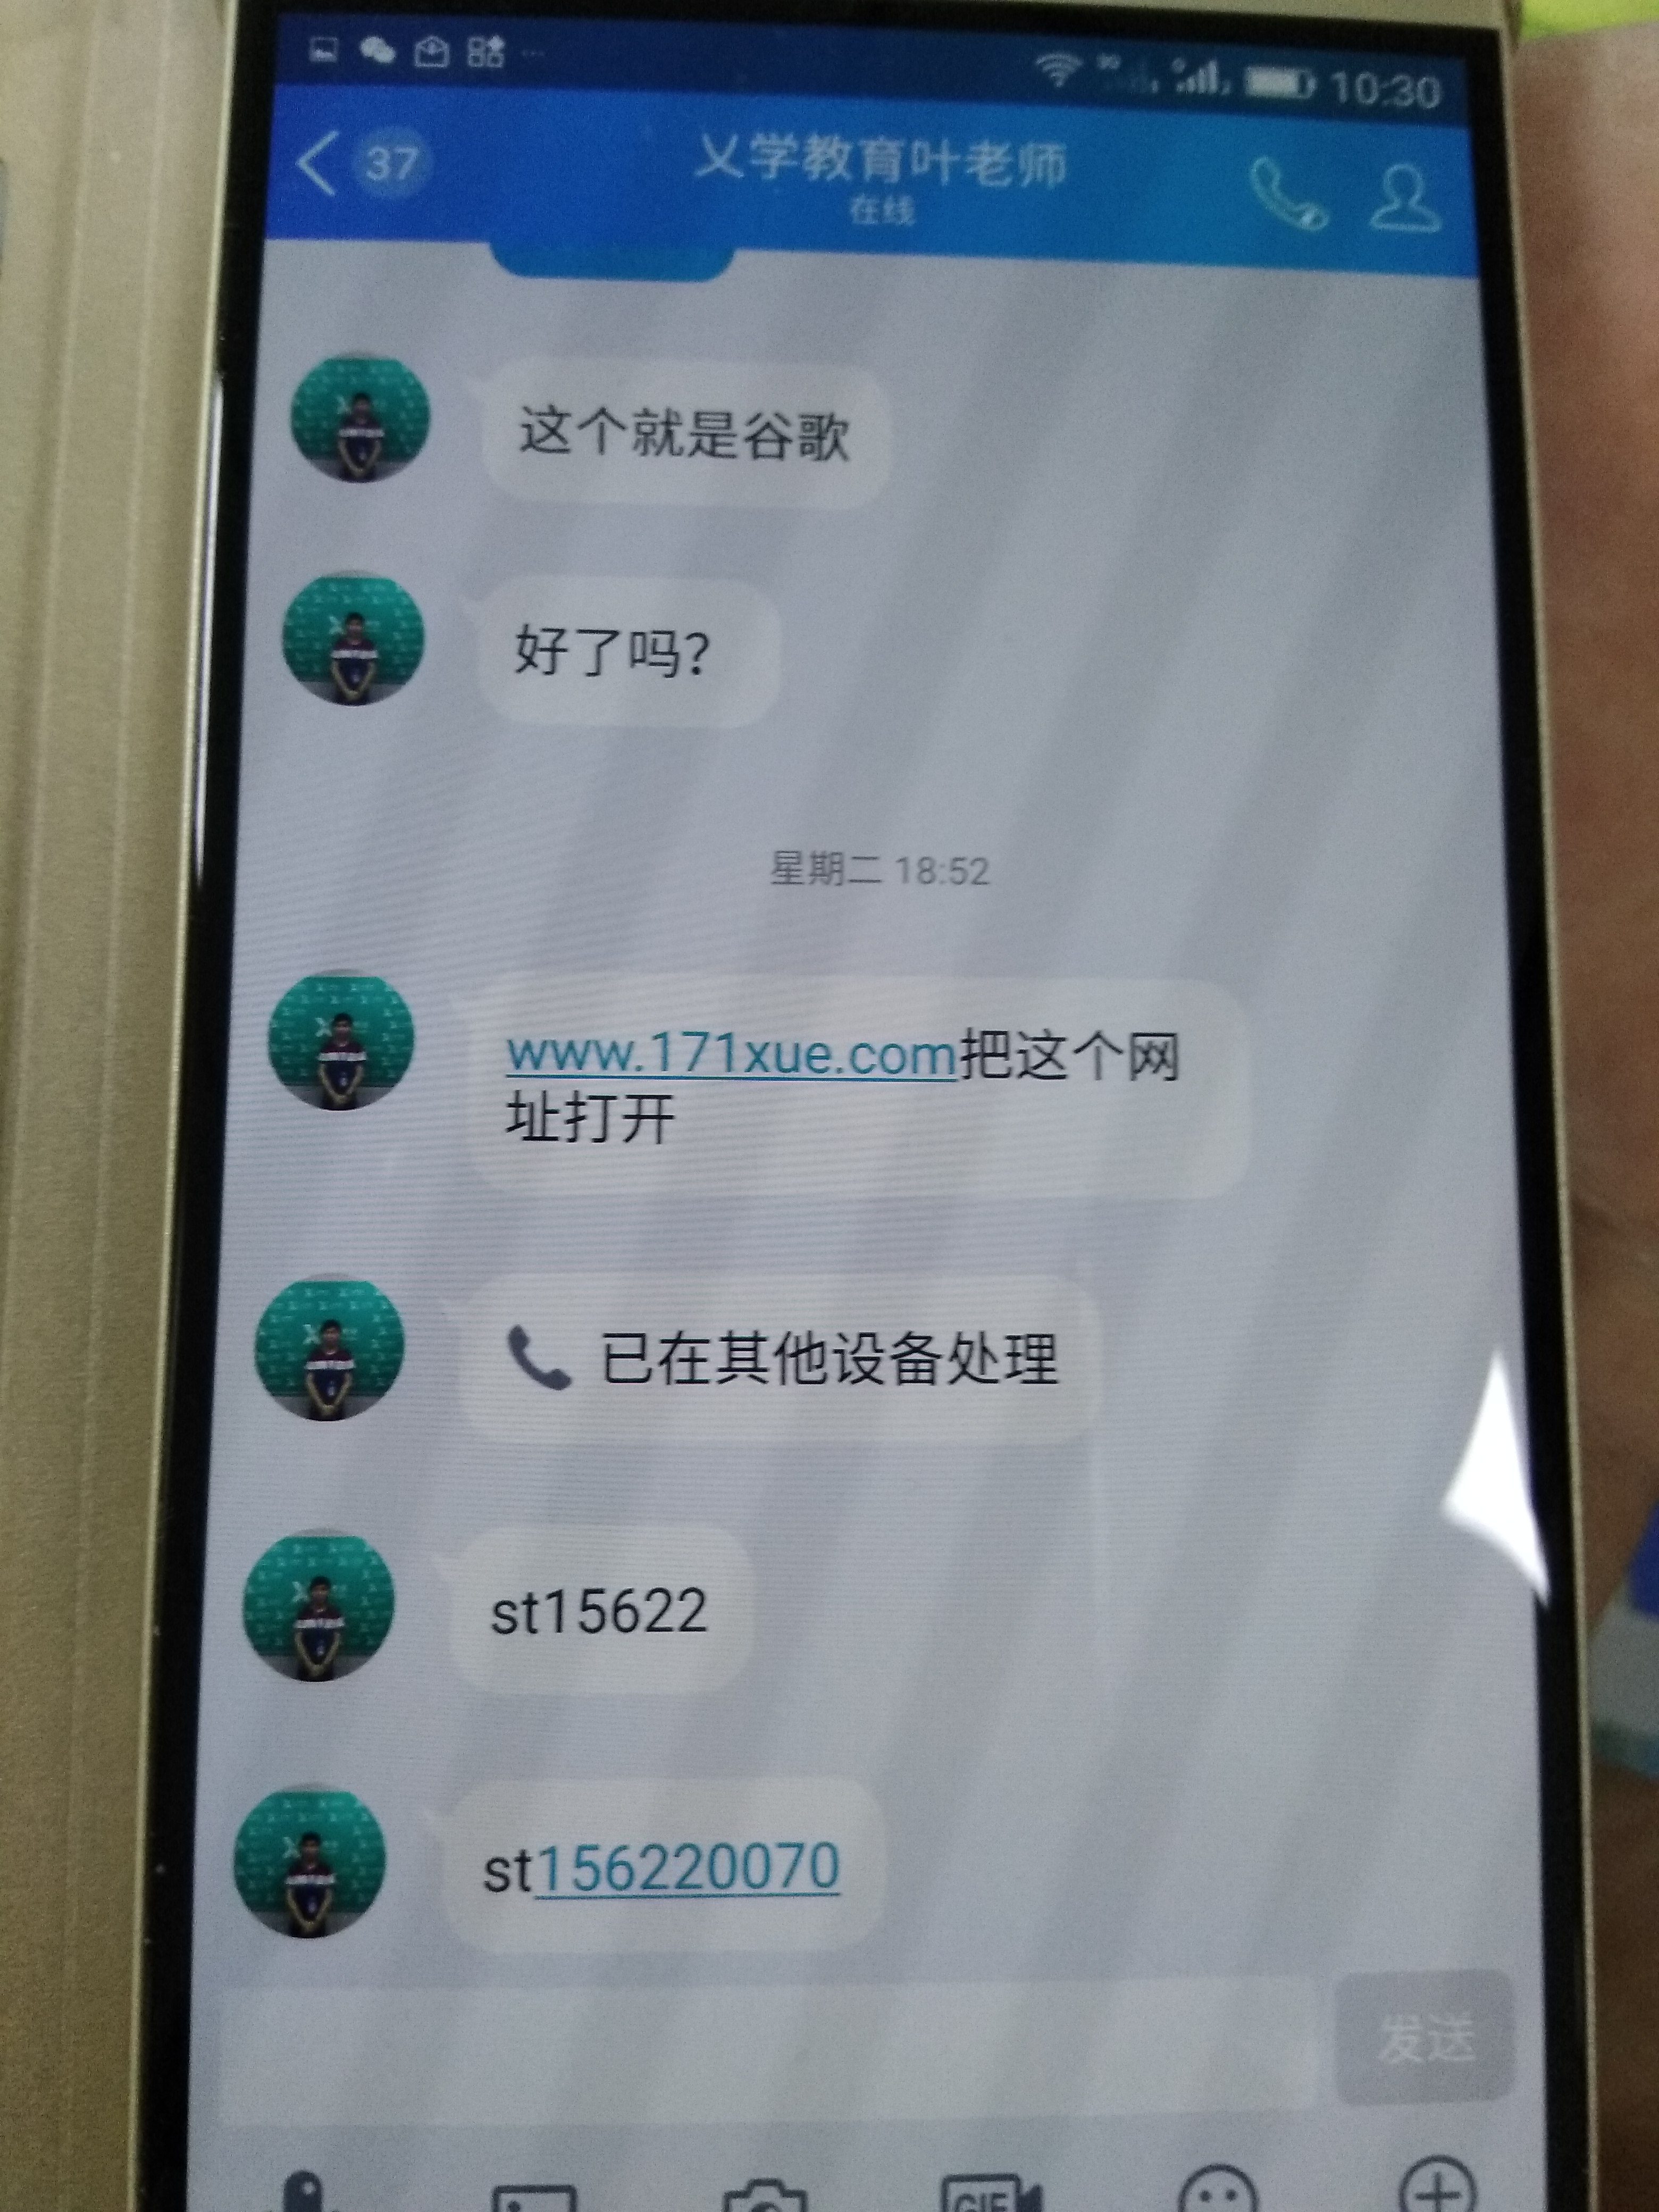 10:30
37
乂学教育叶老师
在线
这个就是谷歌
好了吗?
星期二 18:52
www.171xue.com把这个网
址打开
已在其他设备处理
st15622
st156220070
发送
GIF